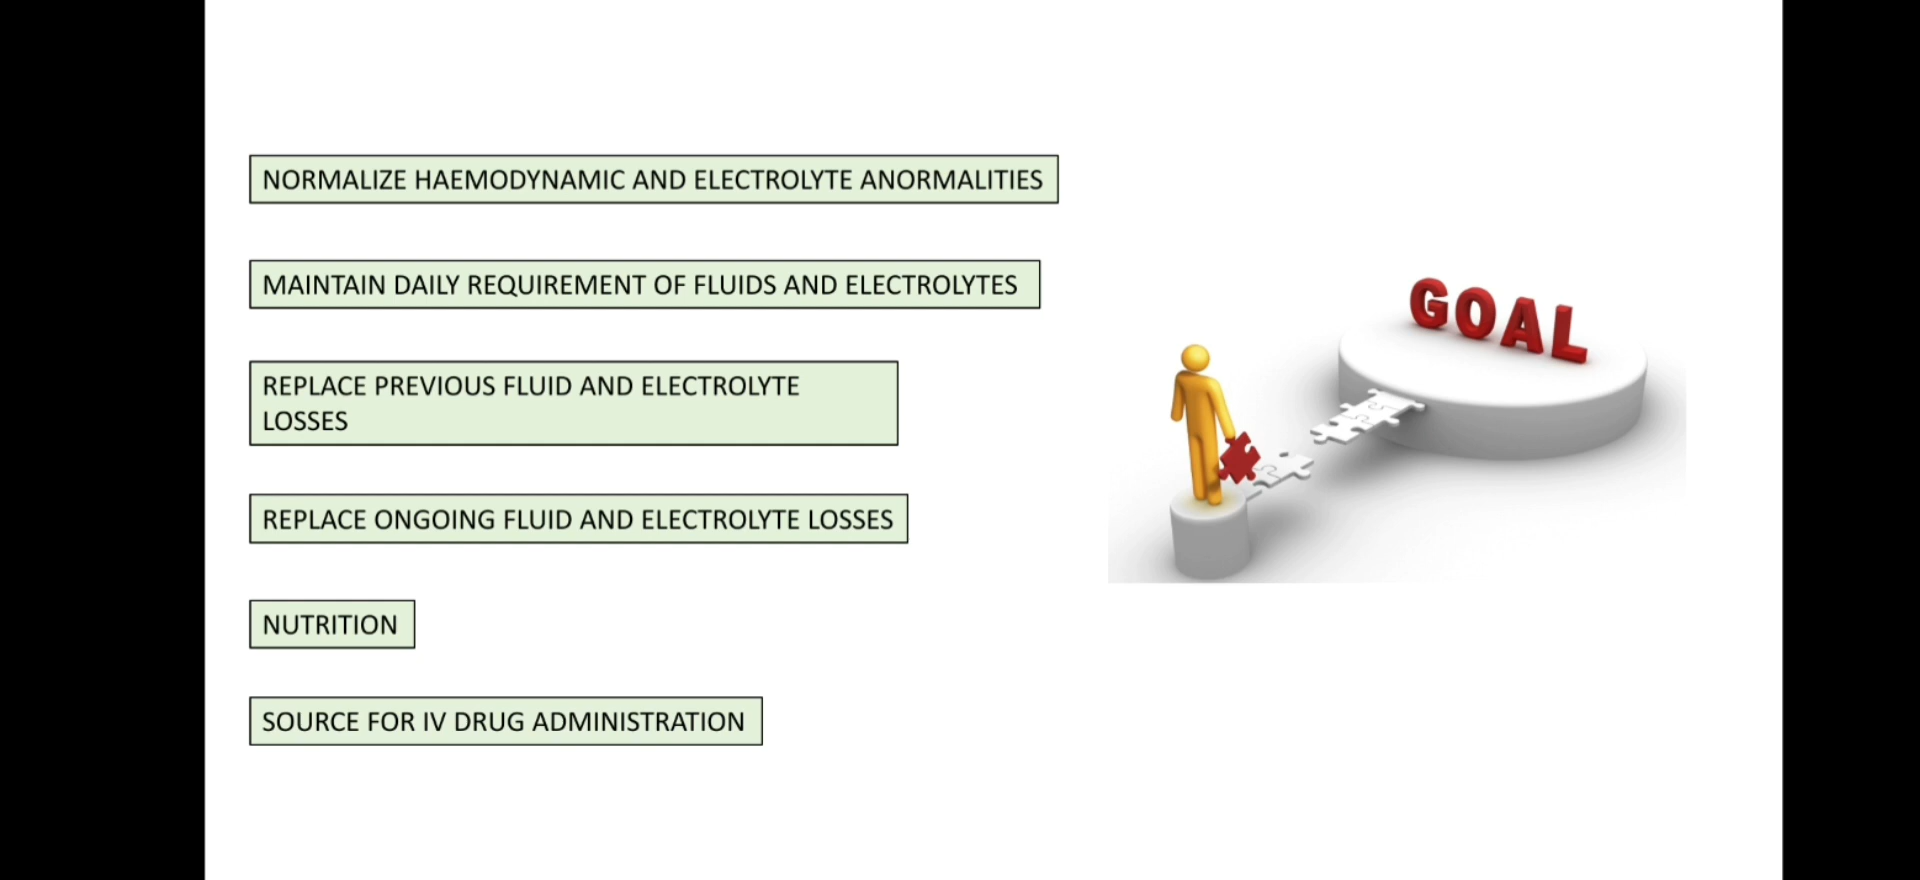 NORMALIZE HAEMODYNAMIC AND ELECTROLYTE ANORMALITIES
MAINTAIN DAILY REQUIREMENT OF FLUIDS AND ELECTROLYTES
REPLACE PREVIOUS FLUID AND ELECTROLYTE
LOSSES
REPLACE ONGOING FLUID AND ELECTROLYTE LOSSES
NUTRITION
SOURCE FOR IV DRUG ADMINISTRATION
GOAL